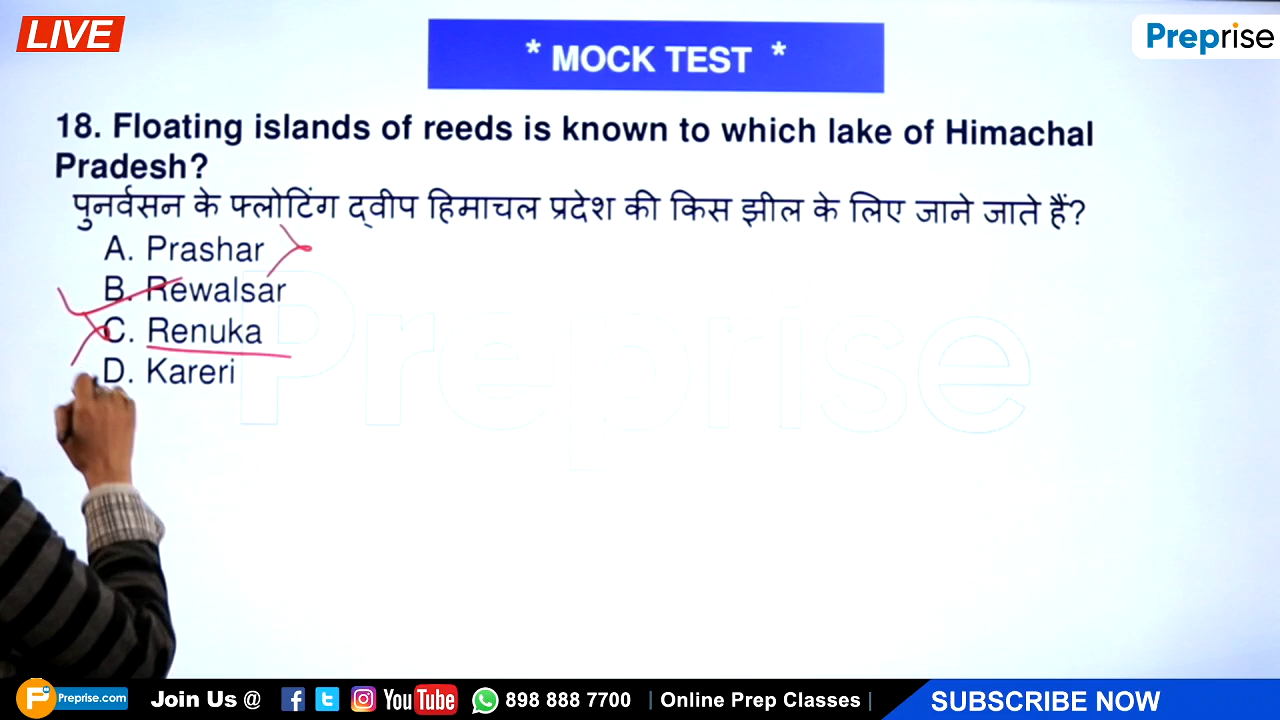 LIVE
* MOCK TEST *
Preprise
18. Floating islands of reeds is known to which lake of Himachal
Pradesh?
पुनर्वसन के फ्लोटिंग द्वीप हिमाचल प्रदेश की किस झील के लिए जाने जाते हैं?
A. Prashar
B. Rewalsar
C. Renuka
D. Kareri
Preprise
Preprise.com Join Us @ You Tube 898 888 7700 | Online Prep Classes | SUBSCRIBE NOW